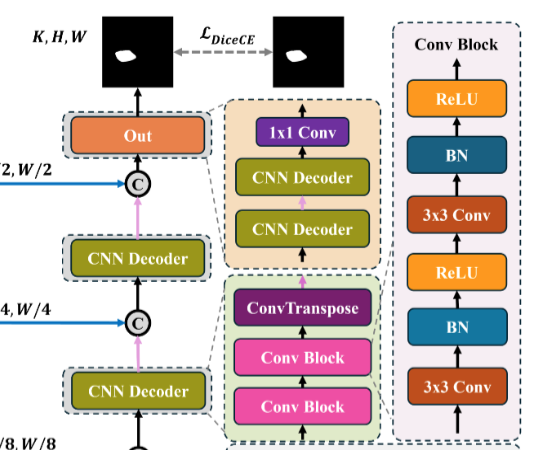 K, H, W
ℒDiceCE
Conv Block
ReLU
BN
3x3 Conv
ReLU
BN
3x3 Conv
Out
1x1 Conv
CNN Decoder
CNN Decoder
/2, W/2
C
CNN Decoder
ConvTranspose
Conv Block
Conv Block
4, W/4
C
CNN Decoder
/8, W/8